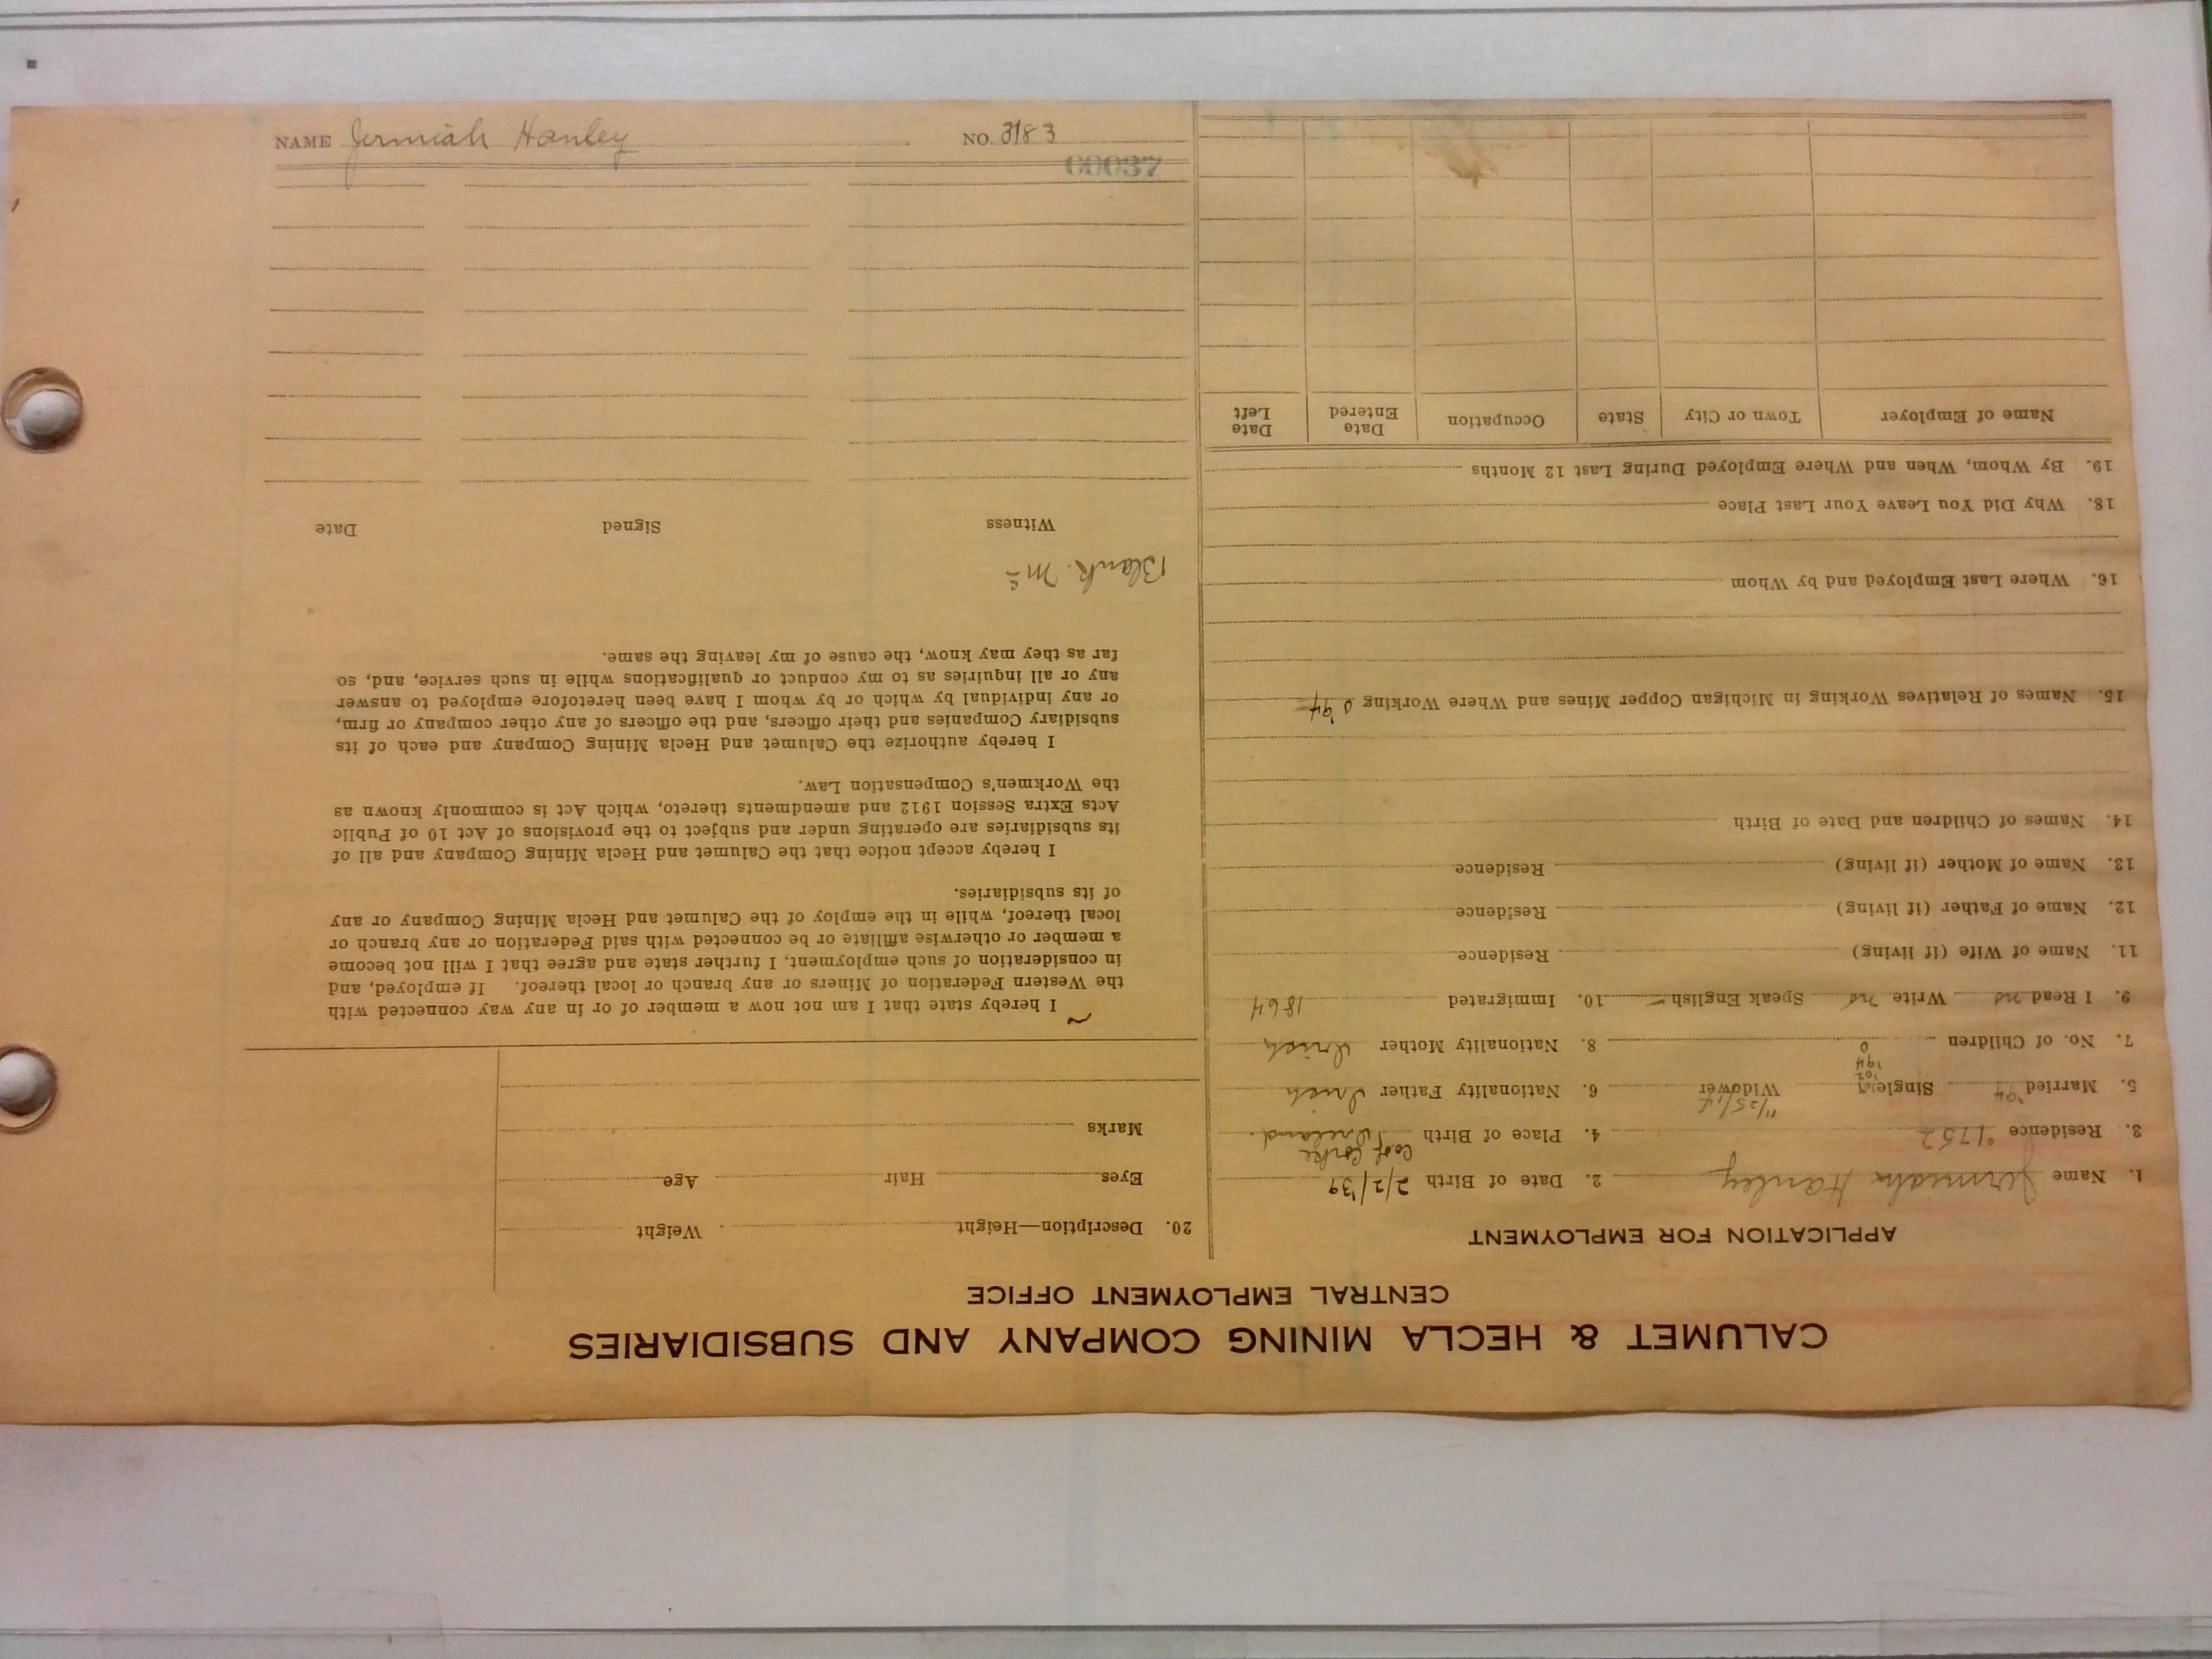 CALUMET & HECLA MINING COMPANY AND SUBSIDIARIES
CENTRAL EMPLOYMENT OFFICE
APPLICATION FOR EMPLOYMENT
1. Name Jermiah Hanley 2. Date of Birth 2/2/'39
Co of Corke
3. Residence #1752 4. Place of Birth Ireland
11/25/15
5. Married '94 Single '02 Widower 6. Nationality Father Irish
'94
7. No. of Children 0 8. Nationality Mother Irish
9. I Read no Write no Speak English 10. Immigrated 1864
11. Name of Wife (if living) Residence
12. Name of Father (if living) Residence
13. Name of Mother (if living) Residence
14. Names of Children and Date of Birth
15. Names of Relatives Working in Michigan Copper Mines and Where Working 0 '94
16. Where Last Employed and by Whom
18. Why Did You Leave Your Last Place
19. By Whom, When and Where Employed During Last 12 Months
Name of Employer Town or City State Occupation Date Entered Date Left
20. Description—Height Weight
Eyes Hair Age
Marks
I hereby state that I am not now a member of or in any way connected with
the Western Federation of Miners or any branch or local thereof. If employed, and
in consideration of such employment, I further state and agree that I will not become
a member or otherwise affiliate or be connected with said Federation or any branch or
local thereof, while in the employ of the Calumet and Hecla Mining Company or any
of its subsidiaries.
I hereby accept notice that the Calumet and Hecla Mining Company and all of
its subsidiaries are operating under and subject to the provisions of Act 10 of Public
Acts Extra Session 1912 and amendments thereto, which Act is commonly known as
the Workmen's Compensation Law.
I hereby authorize the Calumet and Hecla Mining Company and each of its
subsidiary Companies and their officers, and the officers of any other company or firm,
or any individual by which or by whom I have been heretofore employed to answer
any or all inquiries as to my conduct or qualifications while in such service, and, so
far as they may know, the cause of my leaving the same.
Blank.
Witness Signed Date
00037
NAME Jermiah Hanley NO. 3183